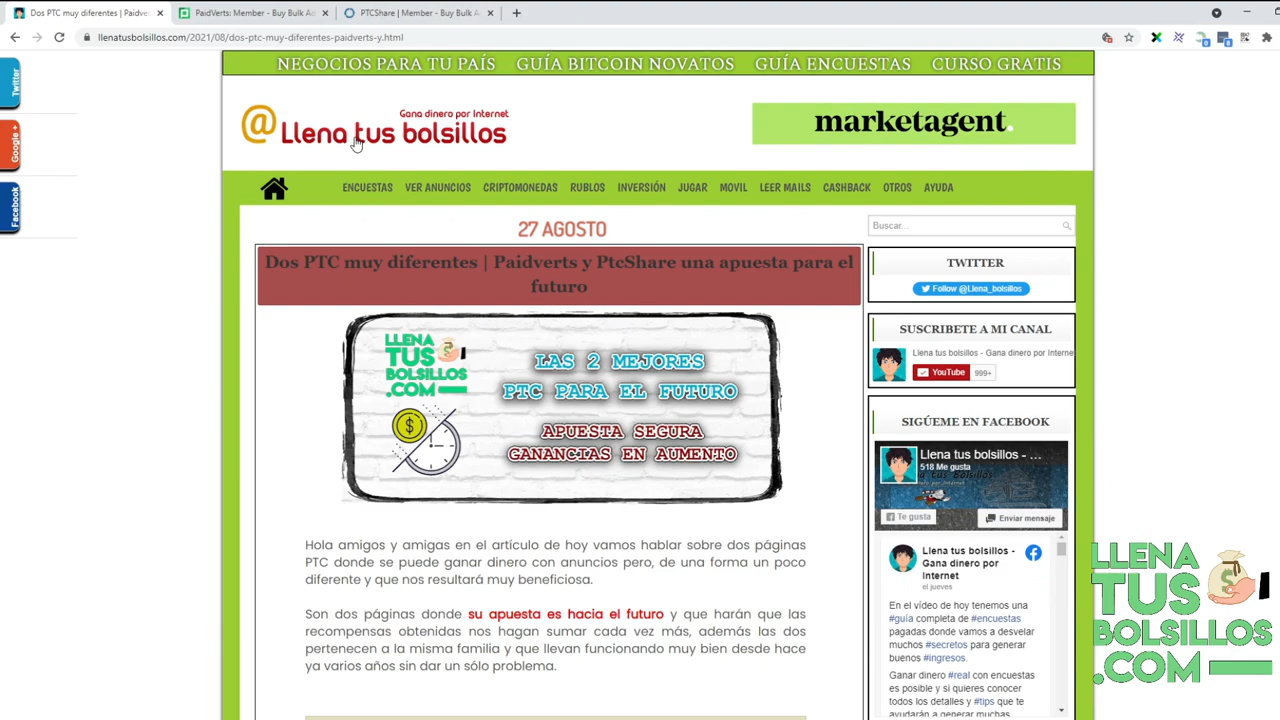 Dos PTC muy diferentes | Paidver
PaidVerts: Member - Buy Bulk Ad
PTCShare | Member - Buy Bulk A
llenatusbolsillos.com/2021/08/dos-ptc-muy-diferentes-paidverts-y.html
Twitter
Google +
Facebook
NEGOCIOS PARA TU PAÍS GUÍA BITCOIN NOVATOS GUÍA ENCUESTAS CURSO GRATIS
Gana dinero por Internet
@Llena tus bolsillos
marketagent.
ENCUESTAS VER ANUNCIOS CRIPTOMONEDAS RUBLOS INVERSIÓN JUGAR MOVIL LEER MAILS CASHBACK OTROS AYUDA
27 AGOSTO
Dos PTC muy diferentes | Paidverts y PtcShare una apuesta para el
futuro
LLENA
TUS
BOLSILLOS
.COM
LAS 2 MEJORES
PTC PARA EL FUTURO
APUESTA SEGURA
GANANCIAS EN AUMENTO
Hola amigos y amigas en el artículo de hoy vamos hablar sobre dos páginas
PTC donde se puede ganar dinero con anuncios pero, de una forma un poco
diferente y que nos resultará muy beneficiosa.
Son dos páginas donde su apuesta es hacia el futuro y que harán que las
recompensas obtenidas nos hagan sumar cada vez más, además las dos
pertenecen a la misma familia y que llevan funcionando muy bien desde hace
ya varios años sin dar un sólo problema.
Buscar...
TWITTER
Follow @Llena_bolsillos
SUSCRIBETE A MI CANAL
Llena tus bolsillos - Gana dinero por Interne
YouTube 999+
SIGÚEME EN FACEBOOK
Llena tus bolsillos - ...
518 Me gusta
Te gusta
Enviar mensaje
Llena tus bolsillos -
Gana dinero por
Internet
el jueves
En el vídeo de hoy tenemos una
#guía completa de #encuestas
pagadas donde vamos a desvelar
muchos #secretos para generar
buenos #ingresos.
Ganar dinero #real con encuestas
es posible y si quieres conocer
todos los detalles y #tips que
te ayudarán a generar muchas
LLENA
TUS
BOLSILLOS
.COM